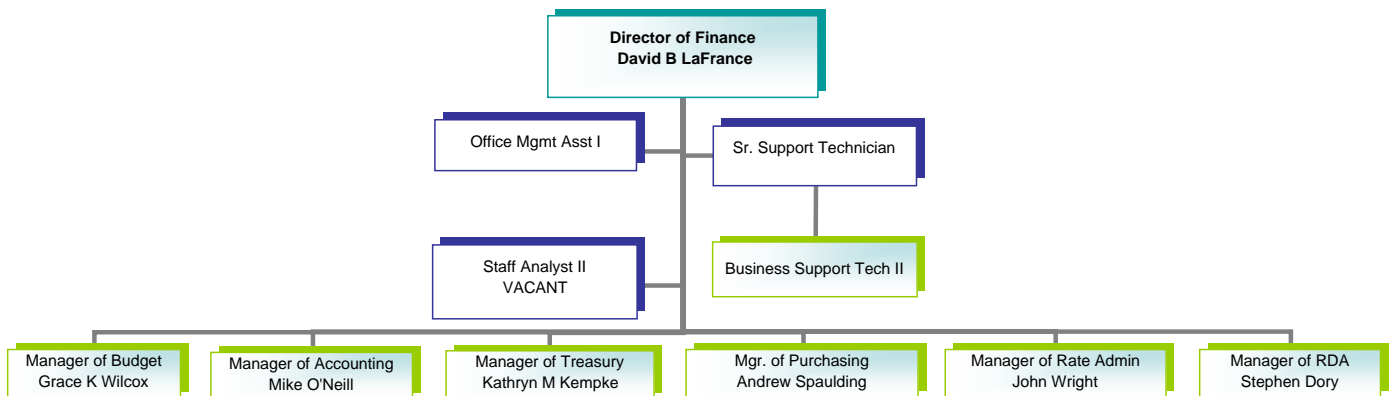 Director of Finance
David B LaFrance
Office Mgmt Asst I
Sr. Support Technician
Staff Analyst II
VACANT
Business Support Tech II
Manager of Budget
Grace K Wilcox
Manager of Accounting
Mike O'Neill
Manager of Treasury
Kathryn M Kempke
Mgr. of Purchasing
Andrew Spaulding
Manager of Rate Admin
John Wright
Manager of RDA
Stephen Dory